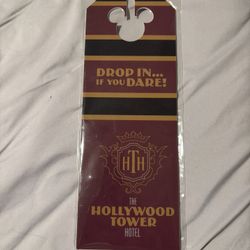 DROP IN...
IF YOU DARE!
HTH
THE
HOLLYWOOD
TOWER
HOTEL